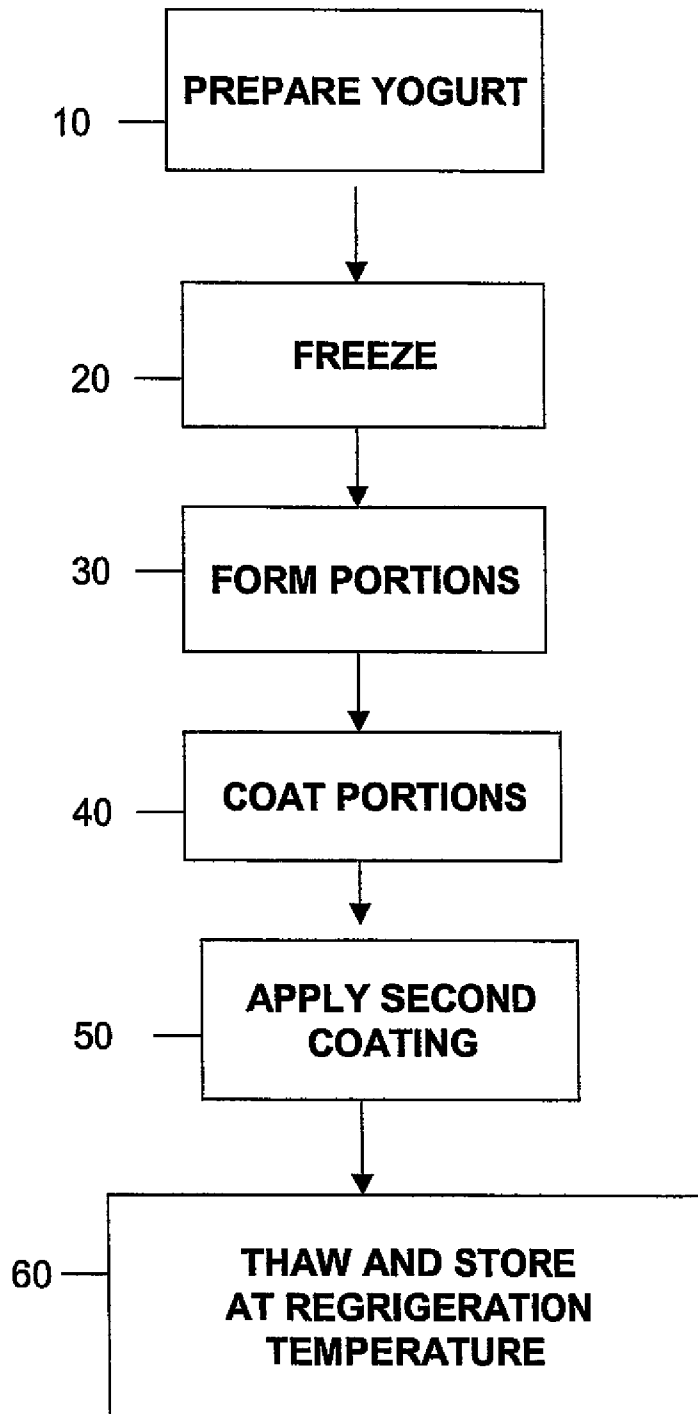 PREPARE YOGURT
10
FREEZE
20
FORM PORTIONS
30
COAT PORTIONS
40
APPLY SECOND
COATING
50
THAW AND STORE
AT REGRIGERATION
TEMPERATURE
60